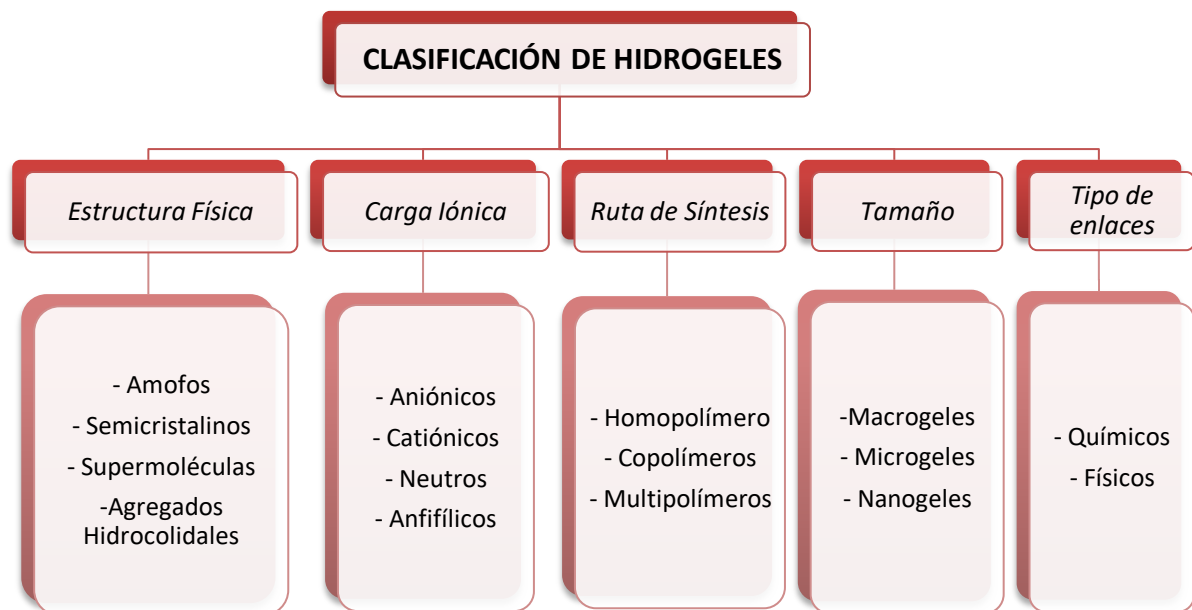 CLASIFICACIÓN DE HIDROGELES
Estructura Física
Carga Iónica
Ruta de Síntesis
Tamaño
Tipo de
enlaces
- Amofos
- Semicristalinos
- Supermoléculas
-Agregados
Hidrocolidales
- Aniónicos
- Catiónicos
- Neutros
- Anfifílicos
- Homopolímero
- Copolímeros
- Multipolímeros
-Macrogeles
- Microgeles
- Nanogeles
- Químicos
- Físicos